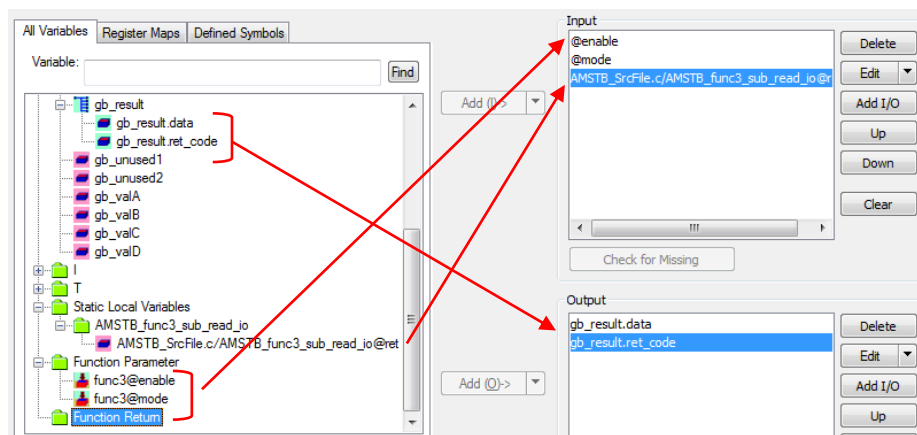 All Variables
Register Maps
Defined Symbols
Variable:
Find
gb_result
gb_result.data
gb_result.ret_code
gb_unused1
gb_unused2
gb_valA
gb_valB
gb_valC
gb_valD
I
T
Static Local Variables
AMSTB_func3_sub_read_io
AMSTB_SrcFile.c/AMSTB_func3_sub_read_io@ret
Function Parameter
func3@enable
func3@mode
Function Return
Add (I)->
Add (O)->
Input
@enable
@mode
AMSTB_SrcFile.c/AMSTB_func3_sub_read_io@r
Delete
Edit
Add I/O
Up
Down
Clear
Check for Missing
Output
gb_result.data
gb_result.ret_code
Delete
Edit
Add I/O
Up